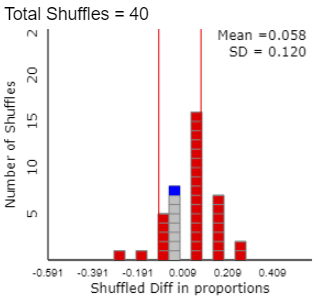 Total Shuffles = 40
Mean =0.058
SD = 0.120
Number of Shuffles
2
20
15
10
5
-0.591 -0.391 -0.191 0.009 0.209 0.409
Shuffled Diff in proportions